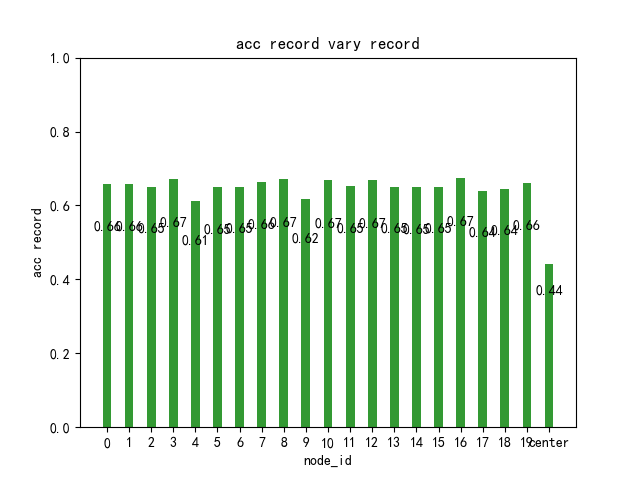 acc record vary record
acc record
1.0
0.8
0.6
0.4
0.2
0.0
0.66 0.66 0.65 0.67 0.61 0.65 0.65 0.66 0.67 0.62 0.67 0.65 0.67 0.65 0.65 0.65 0.67 0.64 0.64 0.66 0.44
0 1 2 3 4 5 6 7 8 9 10 11 12 13 14 15 16 17 18 19 center
node_id